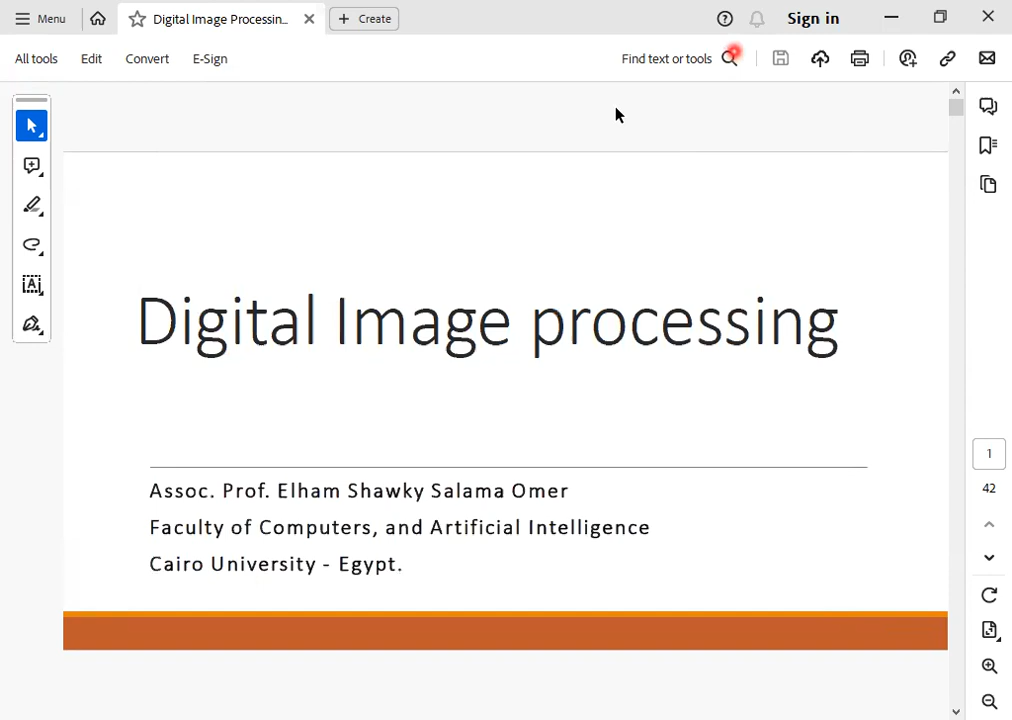 Menu
Digital Image Processin...
Create
Sign in
All tools
Edit
Convert
E-Sign
Find text or tools
Digital Image processing
Assoc. Prof. Elham Shawky Salama Omer
Faculty of Computers, and Artificial Intelligence
Cairo University - Egypt.
1
42